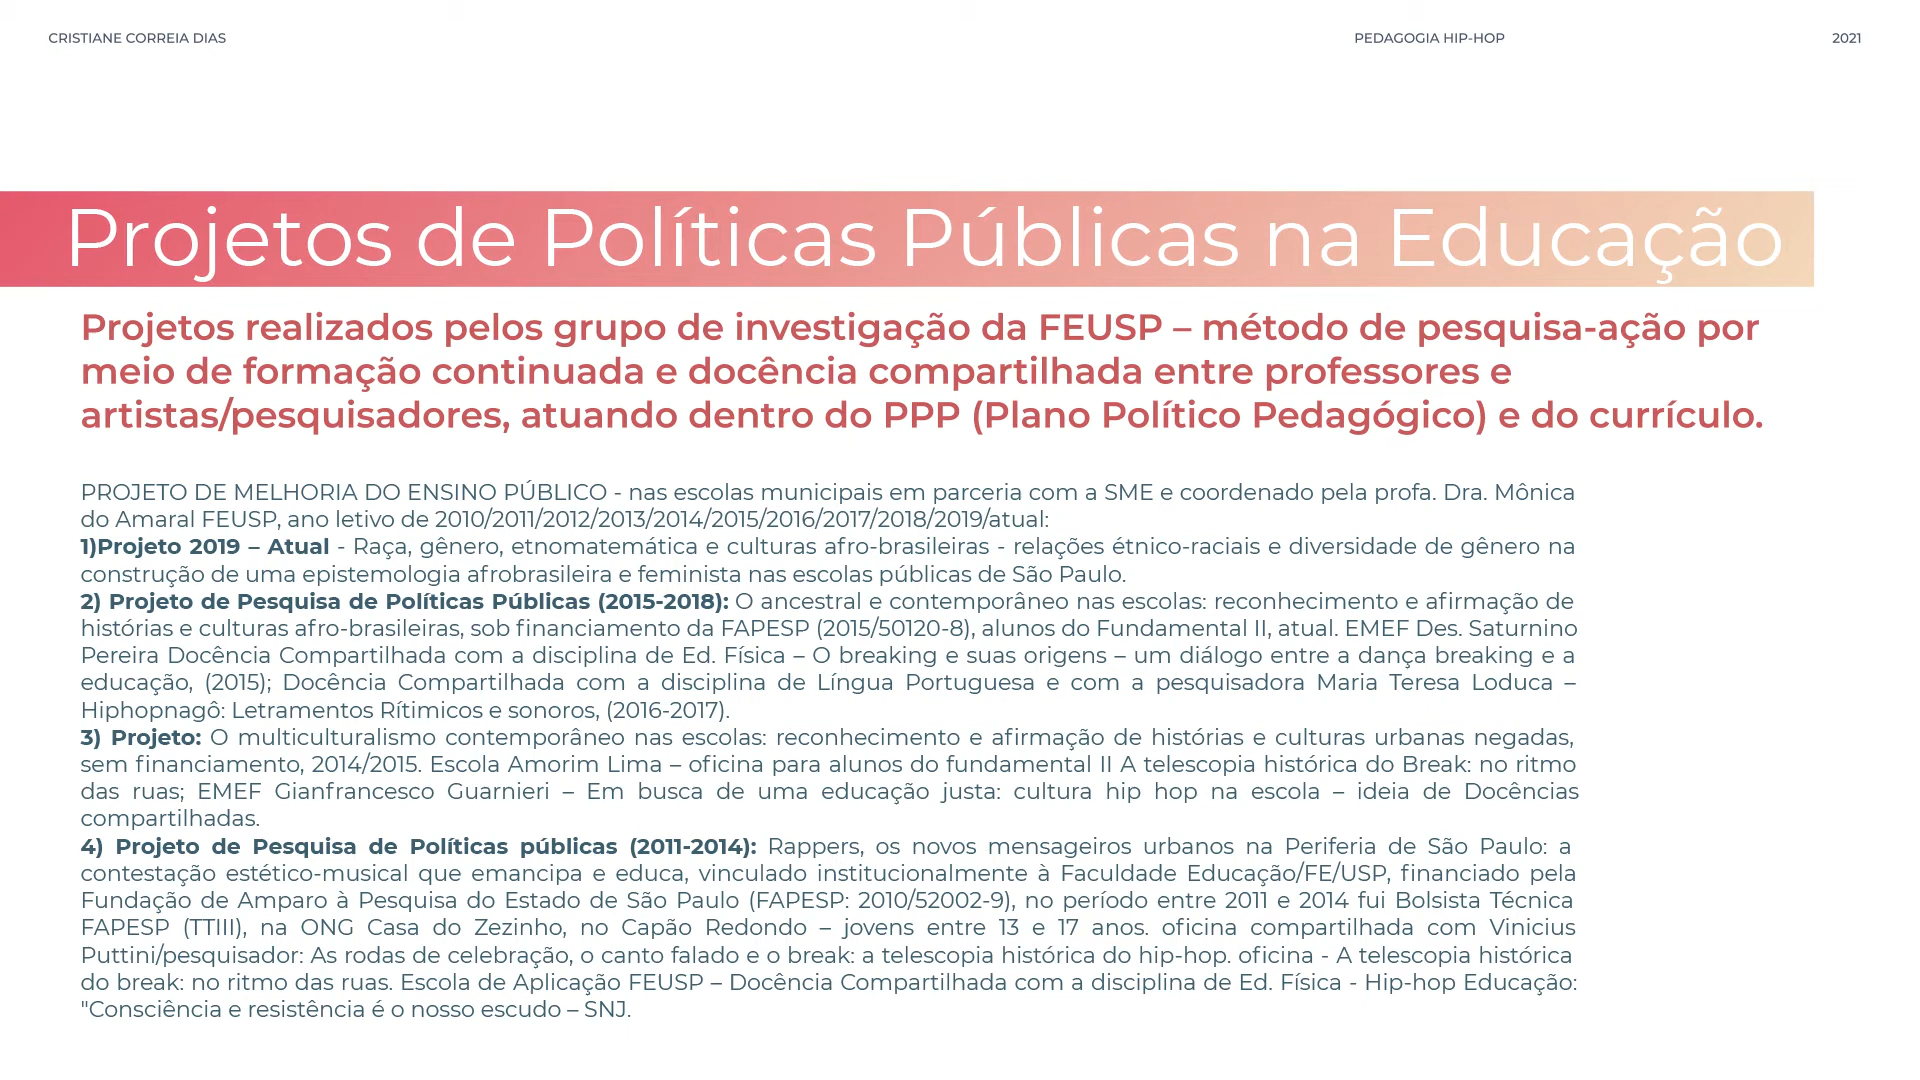 CRISTIANE CORREIA DIAS
PEDAGOGIA HIP-HOP
2021
Projetos de Políticas Públicas na Educação
Projetos realizados pelos grupo de investigação da FEUSP – método de pesquisa-ação por
meio de formação continuada e docência compartilhada entre professores e
artistas/pesquisadores, atuando dentro do PPP (Plano Político Pedagógico) e do currículo.
PROJETO DE MELHORIA DO ENSINO PÚBLICO - nas escolas municipais em parceria com a SME e coordenado pela profa. Dra. Mônica
do Amaral FEUSP, ano letivo de 2010/2011/2012/2013/2014/2015/2016/2017/2018/2019/atual:
1)Projeto 2019 – Atual - Raça, gênero, etnomatemática e culturas afro-brasileiras - relações étnico-raciais e diversidade de gênero na
construção de uma epistemologia afrobrasileira e feminista nas escolas públicas de São Paulo.
2) Projeto de Pesquisa de Políticas Públicas (2015-2018): O ancestral e contemporâneo nas escolas: reconhecimento e afirmação de
histórias e culturas afro-brasileiras, sob financiamento da FAPESP (2015/50120-8), alunos do Fundamental II, atual. EMEF Des. Saturnino
Pereira Docência Compartilhada com a disciplina de Ed. Física – O breaking e suas origens – um diálogo entre a dança breaking e a
educação, (2015); Docência Compartilhada com a disciplina de Língua Portuguesa e com a pesquisadora Maria Teresa Loduca –
Hiphopnagô: Letramentos Rítimicos e sonoros, (2016-2017).
3) Projeto: O multiculturalismo contemporâneo nas escolas: reconhecimento e afirmação de histórias e culturas urbanas negadas,
sem financiamento, 2014/2015. Escola Amorim Lima – oficina para alunos do fundamental II A telescopia histórica do Break: no ritmo
das ruas; EMEF Gianfrancesco Guarnieri – Em busca de uma educação justa: cultura hip hop na escola – ideia de Docências
compartilhadas.
4) Projeto de Pesquisa de Políticas públicas (2011-2014): Rappers, os novos mensageiros urbanos na Periferia de São Paulo: a
contestação estético-musical que emancipa e educa, vinculado institucionalmente à Faculdade Educação/FE/USP, financiado pela
Fundação de Amparo à Pesquisa do Estado de São Paulo (FAPESP: 2010/52002-9), no período entre 2011 e 2014 fui Bolsista Técnica
FAPESP (TTIII), na ONG Casa do Zezinho, no Capão Redondo – jovens entre 13 e 17 anos. oficina compartilhada com Vinicius
Puttini/pesquisador: As rodas de celebração, o canto falado e o break: a telescopia histórica do hip-hop. oficina - A telescopia histórica
do break: no ritmo das ruas. Escola de Aplicação FEUSP – Docência Compartilhada com a disciplina de Ed. Física - Hip-hop Educação:
"Consciência e resistência é o nosso escudo – SNJ.